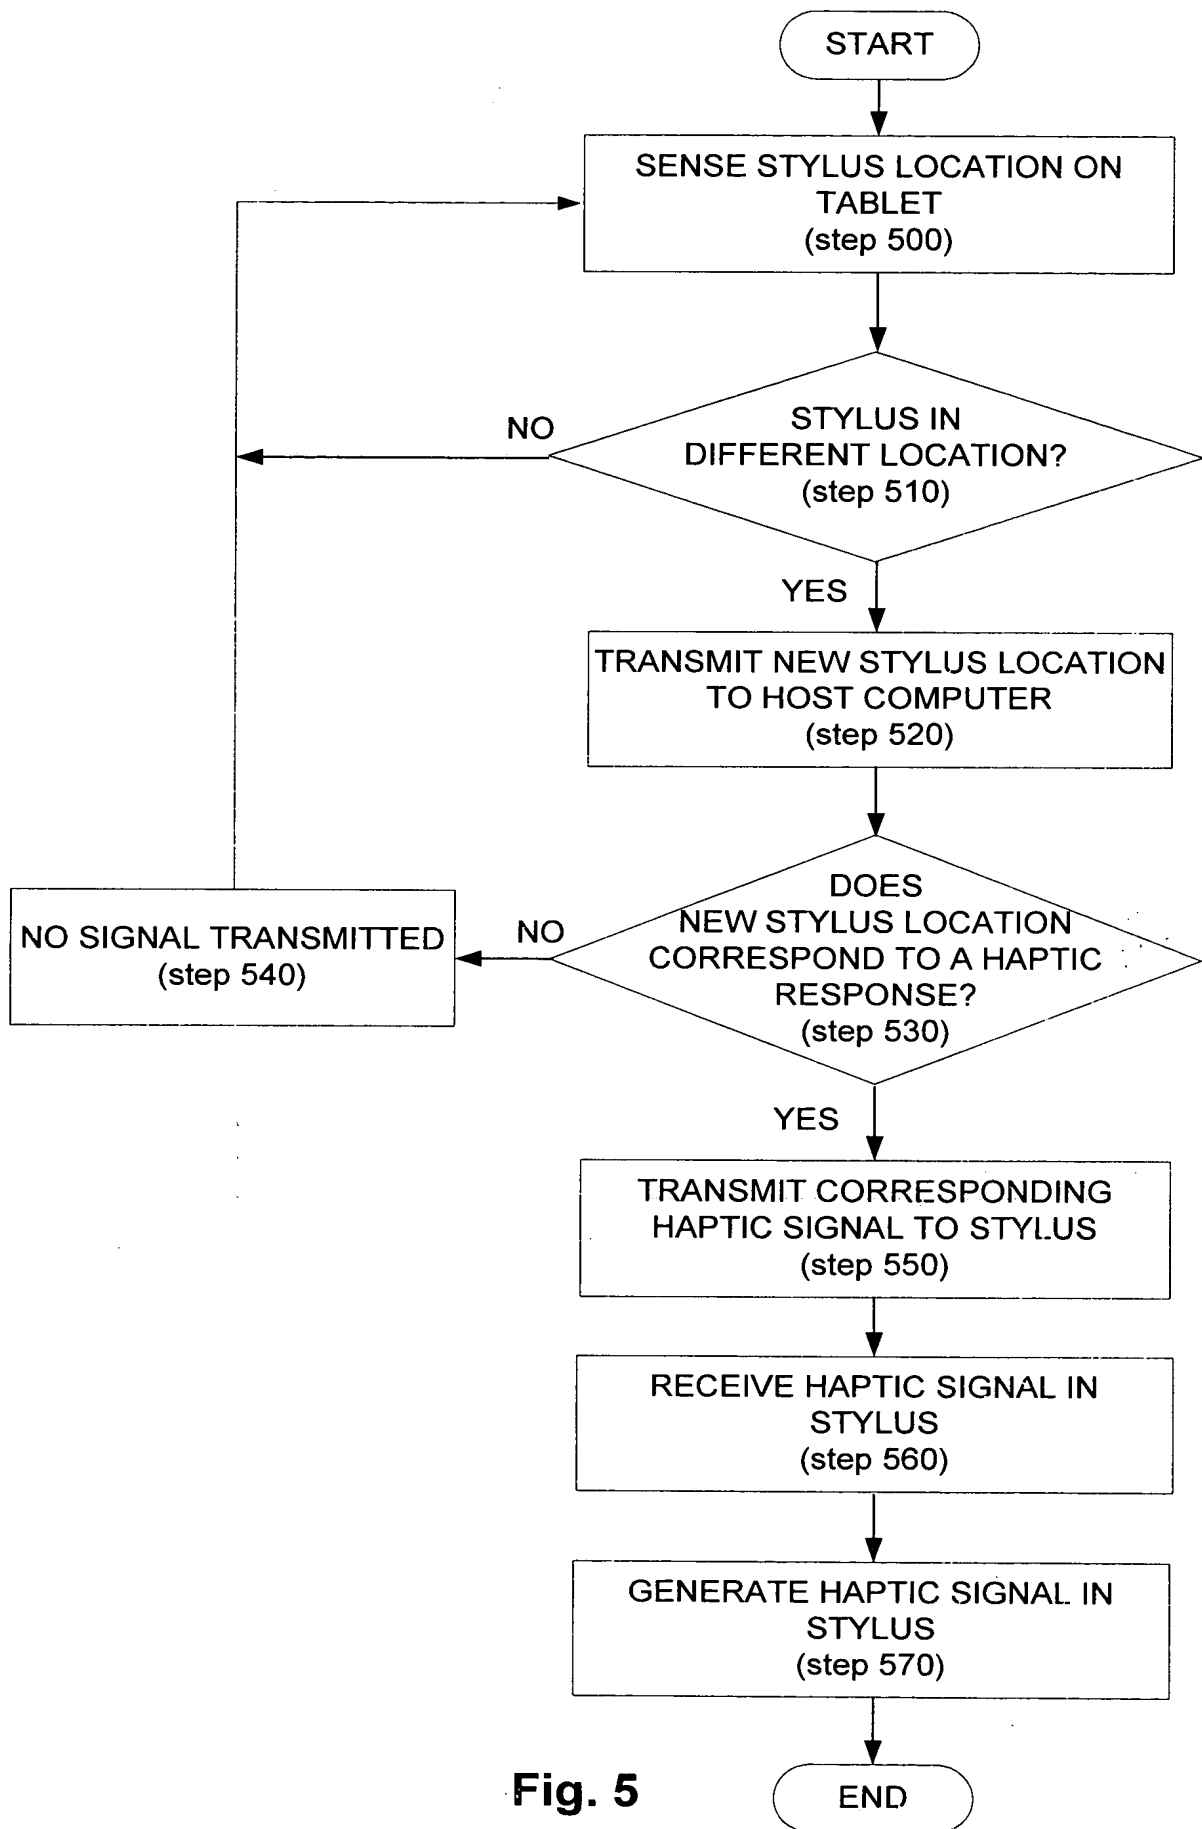 START
SENSE STYLUS LOCATION ON
TABLET
(step 500)
NO
STYLUS IN
DIFFERENT LOCATION?
(step 510)
YES
TRANSMIT NEW STYLUS LOCATION
TO HOST COMPUTER
(step 520)
DOES
NEW STYLUS LOCATION
CORRESPOND TO A HAPTIC
RESPONSE?
(step 530)
NO
NO SIGNAL TRANSMITTED
(step 540)
YES
TRANSMIT CORRESPONDING
HAPTIC SIGNAL TO STYLUS
(step 550)
RECEIVE HAPTIC SIGNAL IN
STYLUS
(step 560)
GENERATE HAPTIC SIGNAL IN
STYLUS
(step 570)
END
Fig. 5